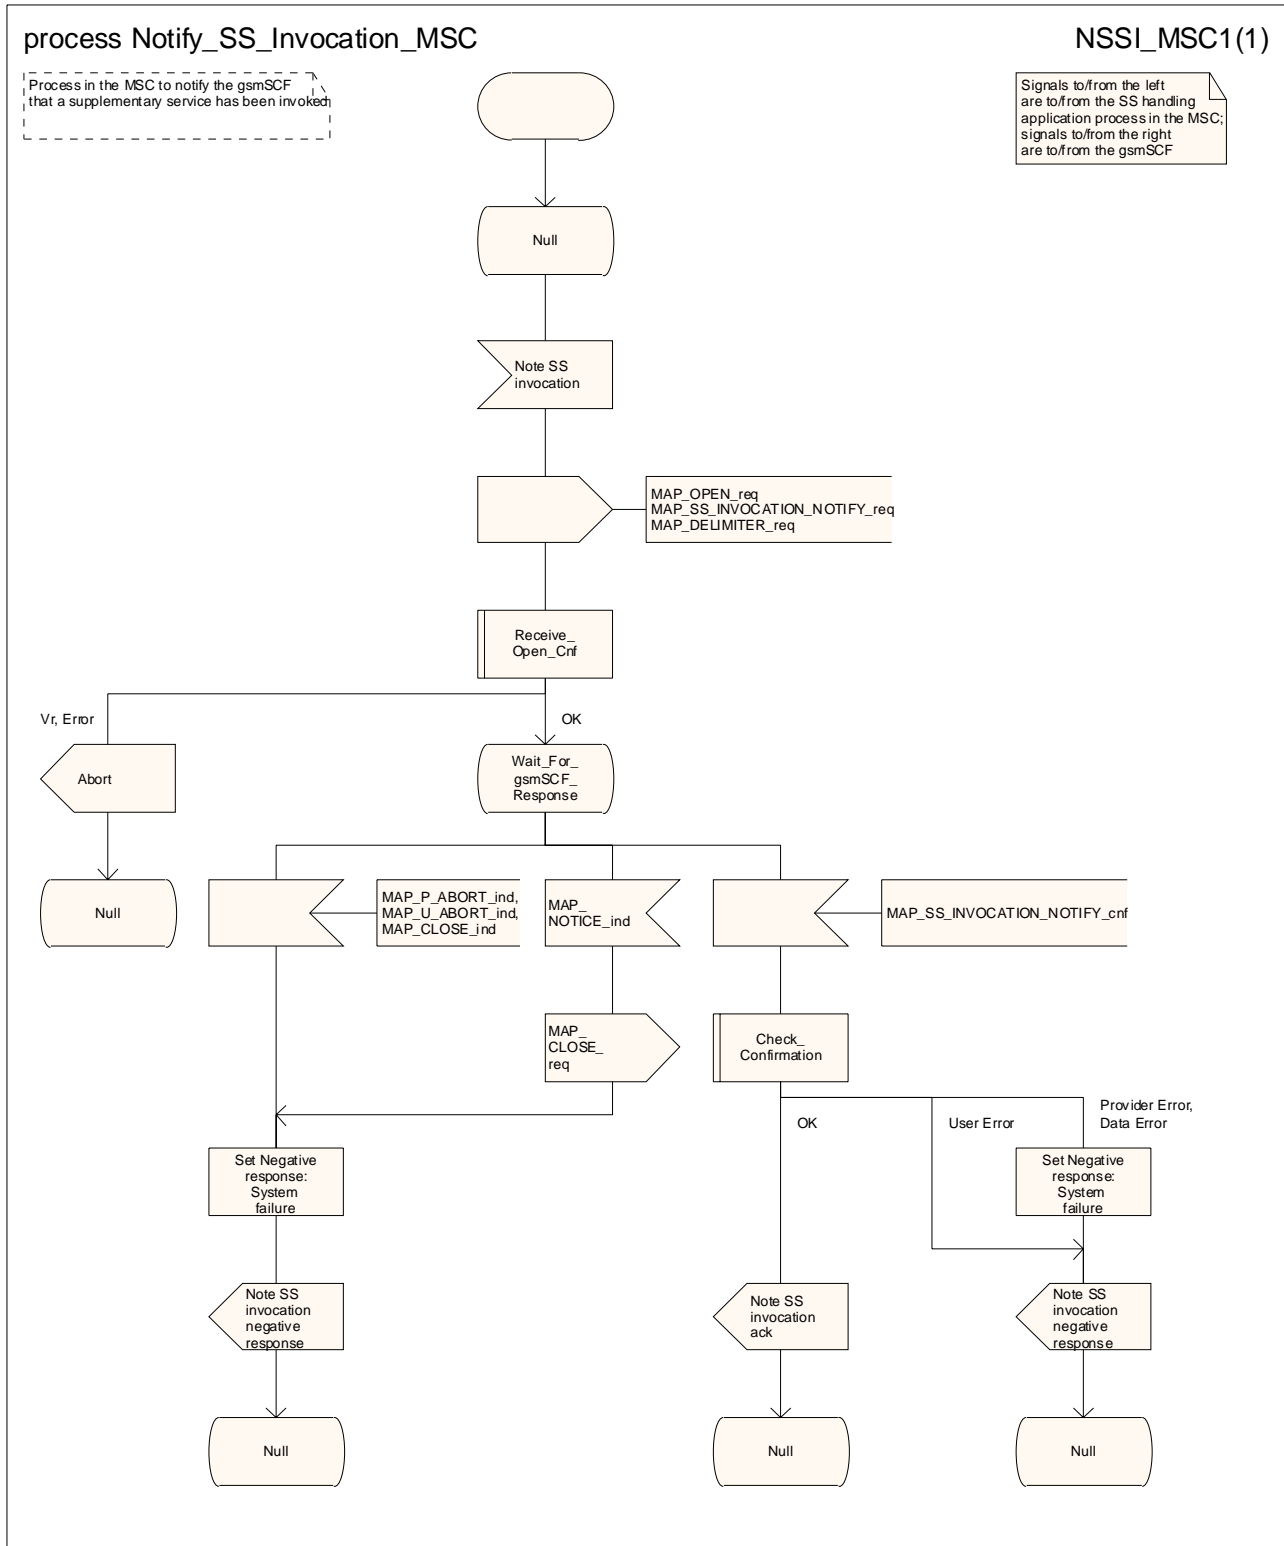 process Notify_SS_Invocation_MSC
NSSI_MSC1(1)
Process in the MSC to notify the gsmSCF
that a supplementary service has been invoked
Signals to/from the left
are to/from the SS handling
application process in the MSC;
signals to/from the right
are to/from the gsmSCF
Null
Note SS
invocation
MAP_OPEN_req
MAP_SS_INVOCATION_NOTIFY_req
MAP_DELIMITER_req
Receive_
Open_Cnf
Vr, Error
OK
Abort
Wait_For_
gsmSCF_
Response
Null
MAP_P_ABORT_ind,
MAP_U_ABORT_ind,
MAP_CLOSE_ind
MAP_
NOTICE_ind
MAP_SS_INVOCATION_NOTIFY_cnf
MAP_
CLOSE_
req
Check_
Confirmation
OK
User Error
Provider Error,
Data Error
Set Negative
response:
System
failure
Set Negative
response:
System
failure
Note SS
invocation
negative
response
Note SS
invocation
ack
Note SS
invocation
negative
response
Null
Null
Null